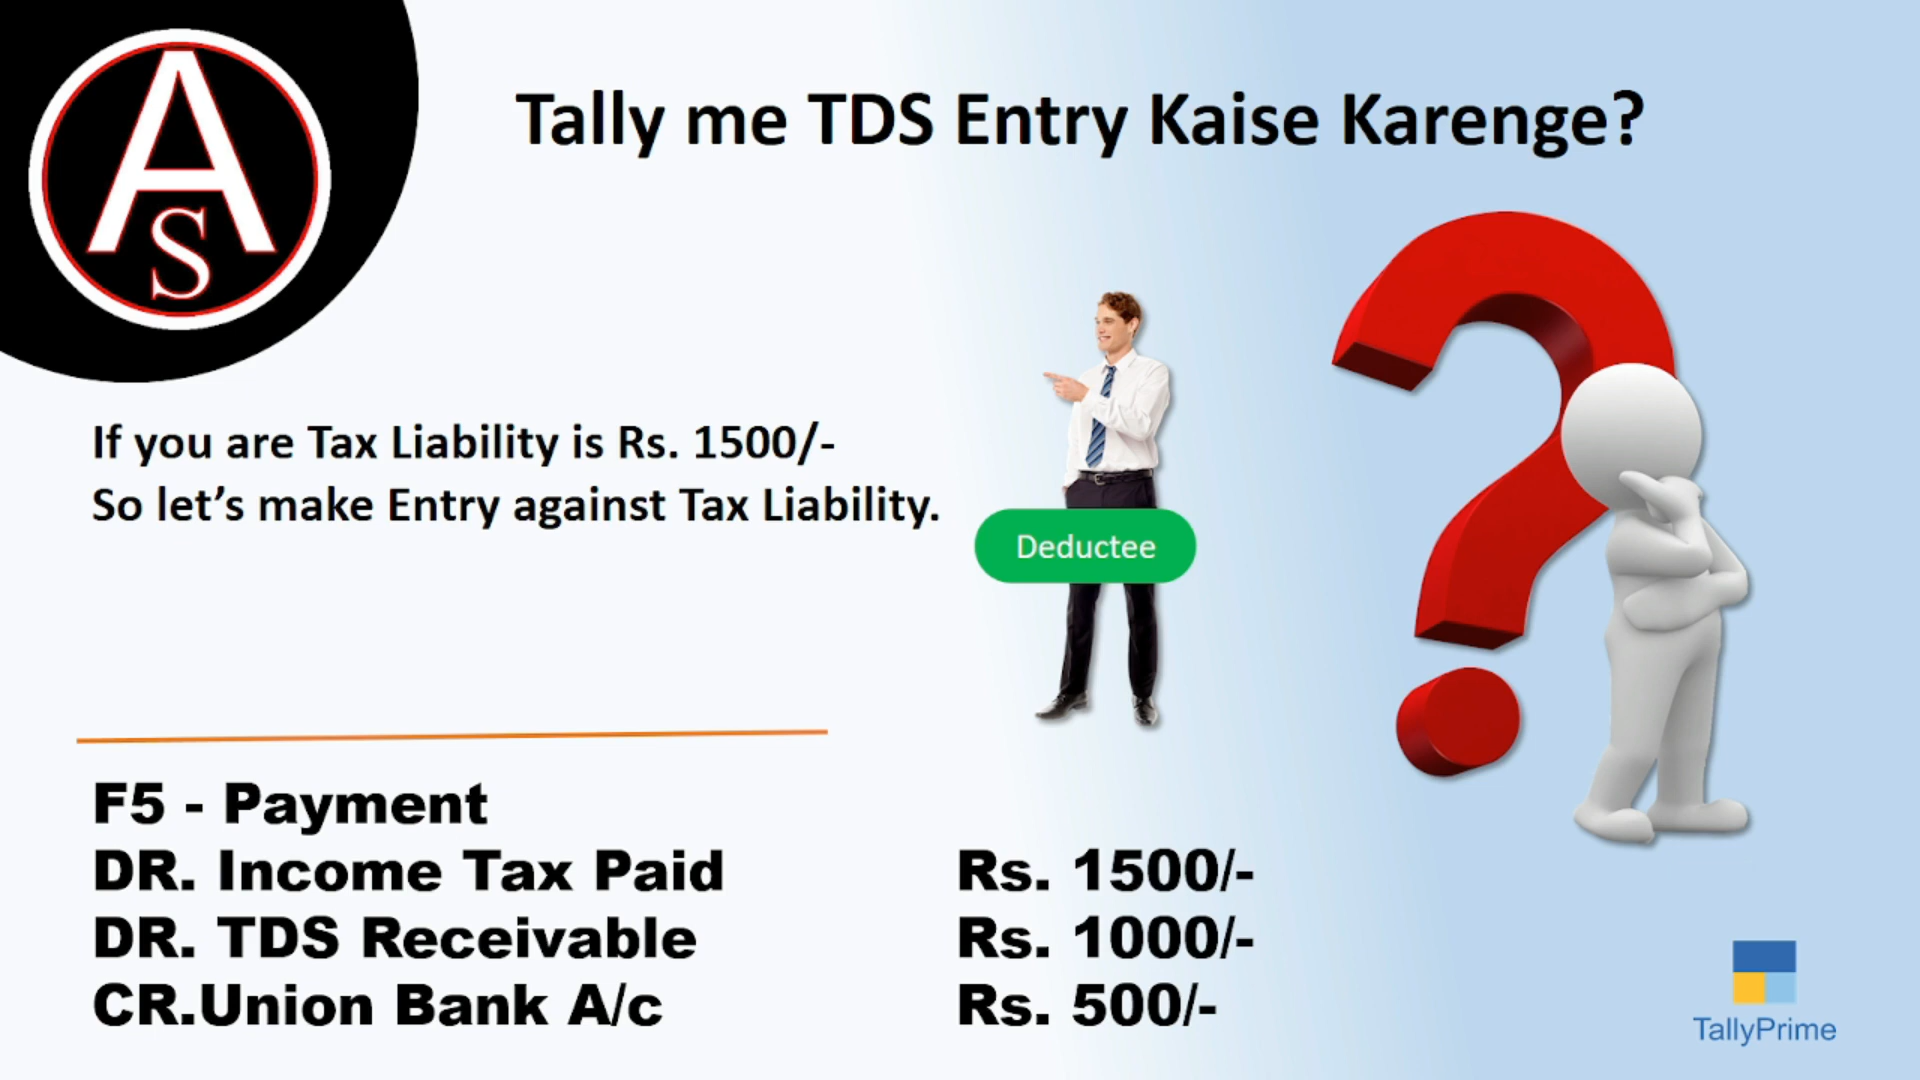 A
S
Tally me TDS Entry Kaise Karenge?
If you are Tax Liability is Rs. 1500/-
So let’s make Entry against Tax Liability.
Deductee
F5 - Payment
DR. Income Tax Paid Rs. 1500/-
DR. TDS Receivable Rs. 1000/-
CR.Union Bank A/c Rs. 500/-
TallyPrime